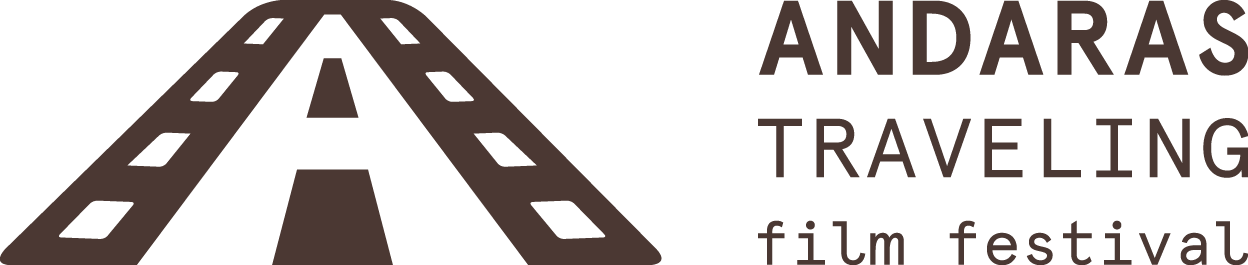 ANDARAS
TRAVELING
film festival